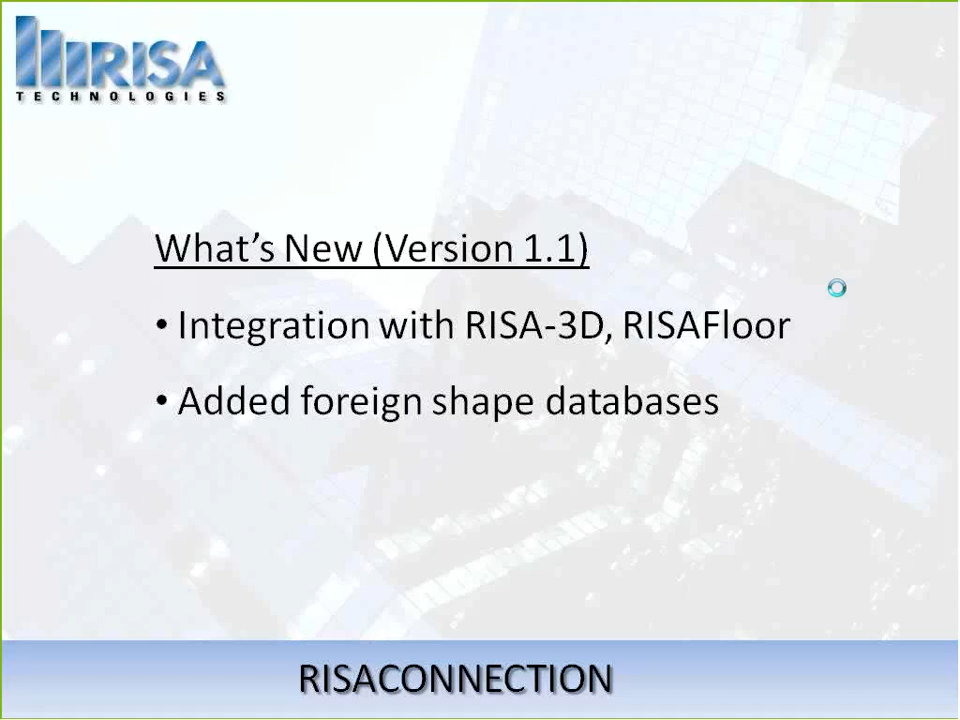 RISA
TECHNOLOGIES
What's New (Version 1.1)
• Integration with RISA-3D, RISAFloor
• Added foreign shape databases
RISACONNECTION